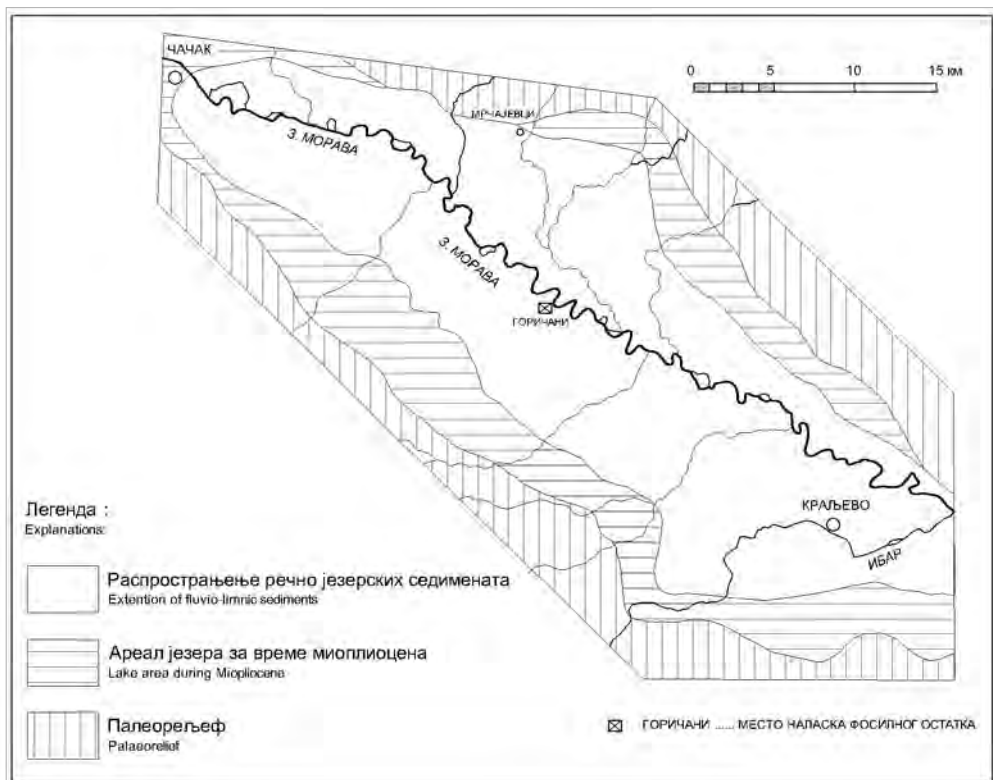 ЧАЧАК
0 5 10 15 км
МРЧАЈЕВЦИ
З. МОРАВА
З. МОРАВА
ГОРИЧАНИ
КРАЉЕВО
ИБАР
Легенда :
Explanations:
Распрострањење речно језерских седимената
Extention of fluvio-limnic sediments
Ареал језера за време миоплиоцена
Lake area during Miopliocene
Палеорељеф
Palaeorelief
ГОРИЧАНИ ..... МЕСТО НАЛАСКА ФОСИЛНОГ ОСТАТКА